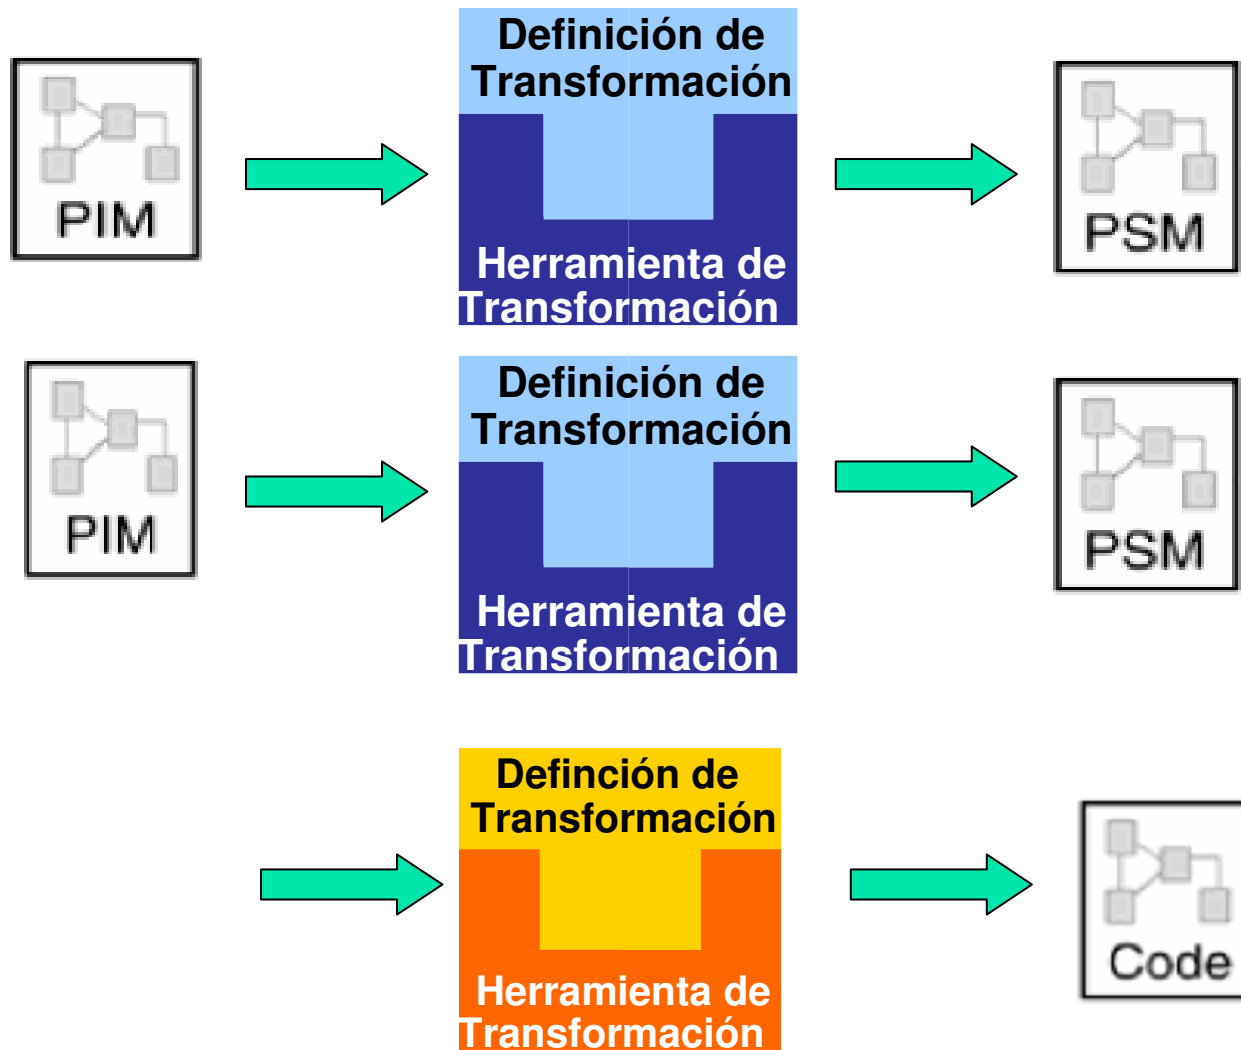 Definición de
Transformación
PIM
Herramienta de
Transformación
PSM
Definición de
Transformación
PIM
Herramienta de
Transformación
PSM
Definción de
Transformación
Herramienta de
Transformación
Code